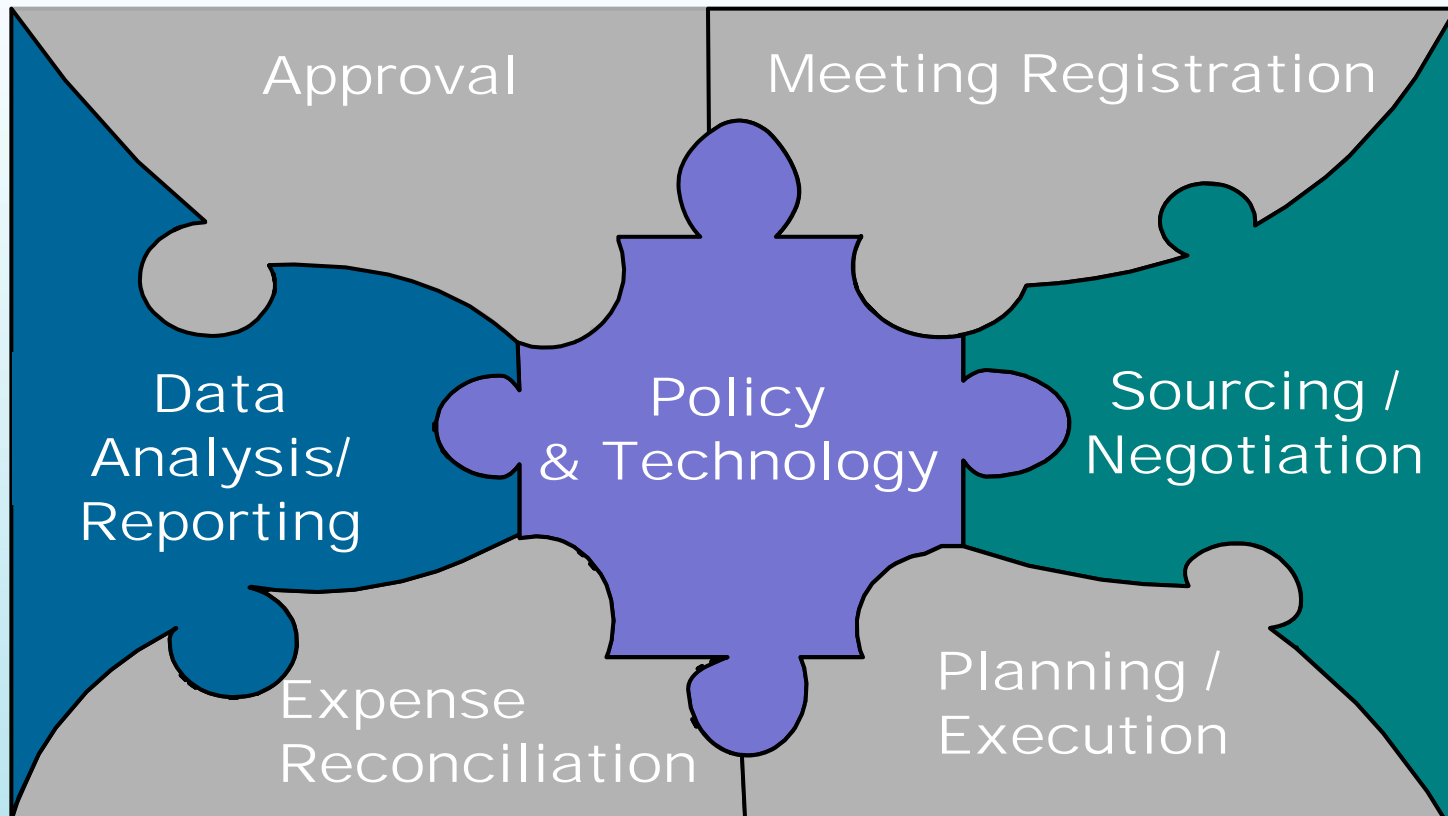 Approval
Meeting Registration
Data
Analysis/
Reporting
Policy
& Technology
Sourcing /
Negotiation
Expense
Reconciliation
Planning /
Execution